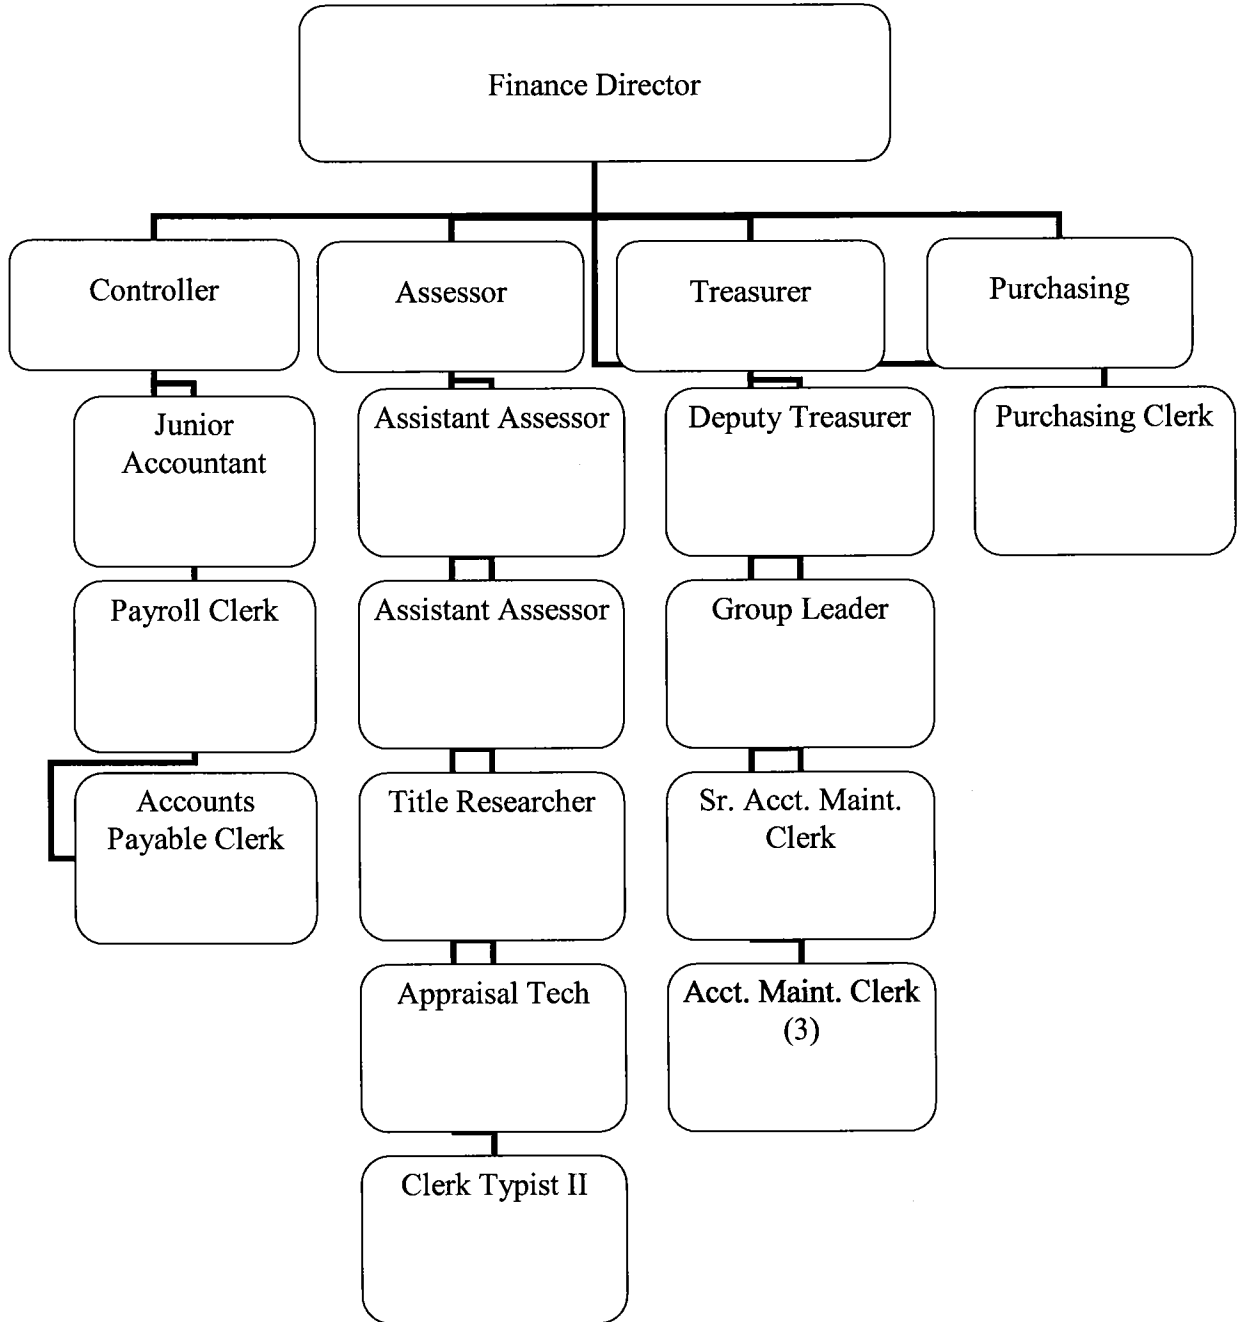 Finance Director
Controller
Assessor
Treasurer
Purchasing
Junior
Accountant
Assistant Assessor
Deputy Treasurer
Purchasing Clerk
Payroll Clerk
Assistant Assessor
Group Leader
Accounts
Payable Clerk
Title Researcher
Sr. Acct. Maint.
Clerk
Appraisal Tech
Acct. Maint. Clerk
(3)
Clerk Typist II